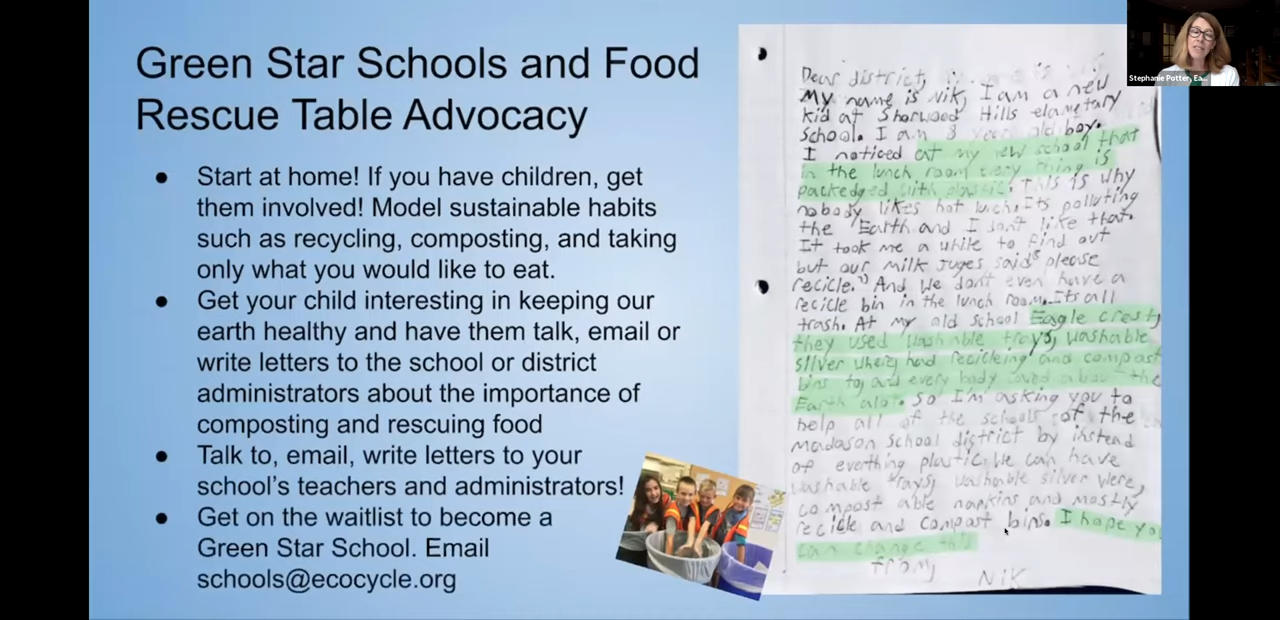 Green Star Schools and Food
Rescue Table Advocacy
● Start at home! If you have children, get
them involved! Model sustainable habits
such as recycling, composting, and taking
only what you would like to eat.
● Get your child interesting in keeping our
earth healthy and have them talk, email or
write letters to the school or district
administrators about the importance of
composting and rescuing food
● Talk to, email, write letters to your
school's teachers and administrators!
● Get on the waitlist to become a
Green Star School. Email
schools@ecocycle.org
Dear district,
My name is Nik, I am a new
kid at Shorwood Hills elametary
School. I am 8 year old boy.
I noticed at my new school that
in the lunch room every thing is
packedged with plastic. This is why
nobody likes hot lunch. Its polluting
the Earth and I dont like that.
It took me a while to find out
but our milk juges said "please
recicle." And we dont even have a
recicle bin in the lunch room. Its all
trash. At my old school Eagle crest,
they used washable trays, washable
silver where, had recicleing and compast
bins to, and every body the
Earth alot. So I'm asking you to
help all of the schools of the
madason school district by instead
of everthing plastic. We can have
washable trays, washable silver were,
compost able napkins and mostly
recicle and compast bins. I hope you
can change this
from,
Nik
Stephanie Potter, Ea...